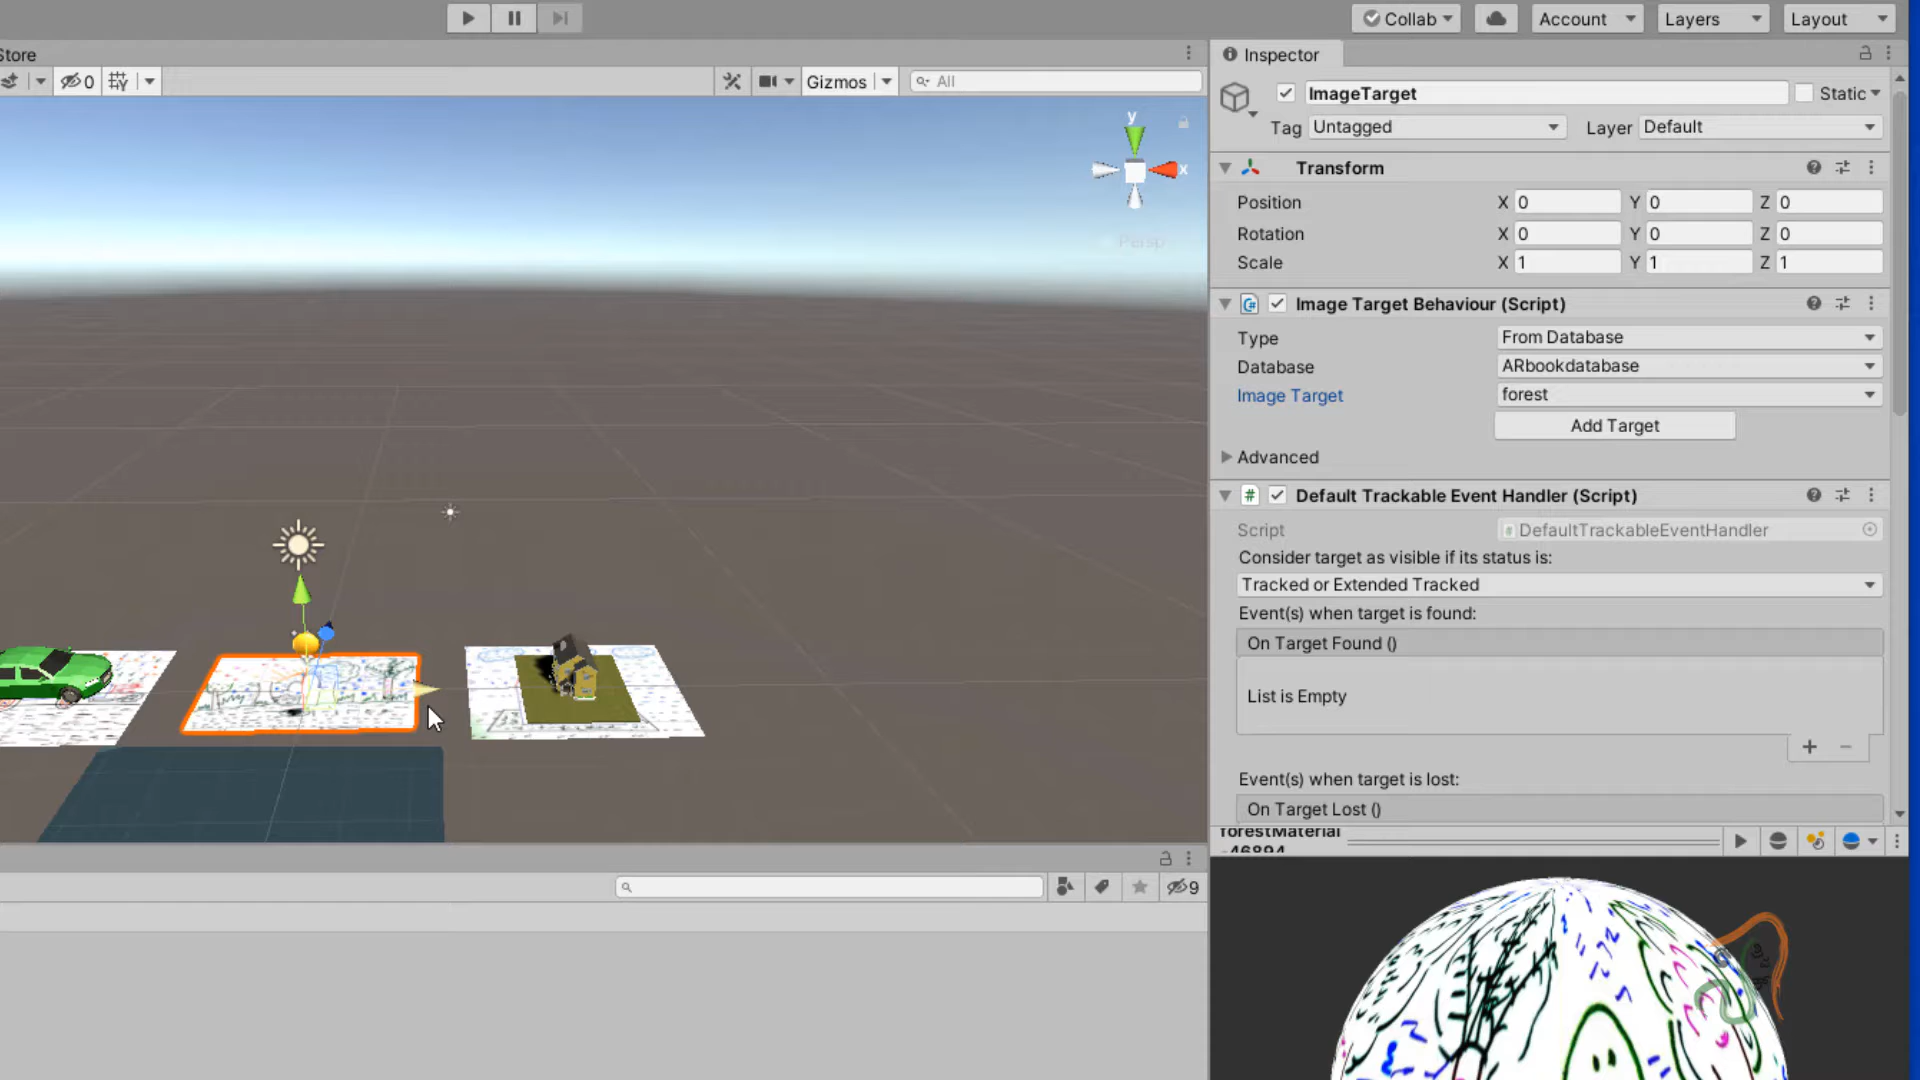 Collab
Account
Layers
Layout
Store
Inspector
0
Gizmos
All
ImageTarget
Static
Tag Untagged
Layer Default
y
x
Persp
Transform
Position X 0 Y 0 Z 0
Rotation X 0 Y 0 Z 0
Scale X 1 Y 1 Z 1
Image Target Behaviour (Script)
Type From Database
Database ARbookdatabase
Image Target forest
Add Target
Advanced
# Default Trackable Event Handler (Script)
Script # DefaultTrackableEventHandler
Consider target as visible if its status is:
Tracked or Extended Tracked
Event(s) when target is found:
On Target Found ()
List is Empty
Event(s) when target is lost:
On Target Lost ()
forestMaterial
-46894
9